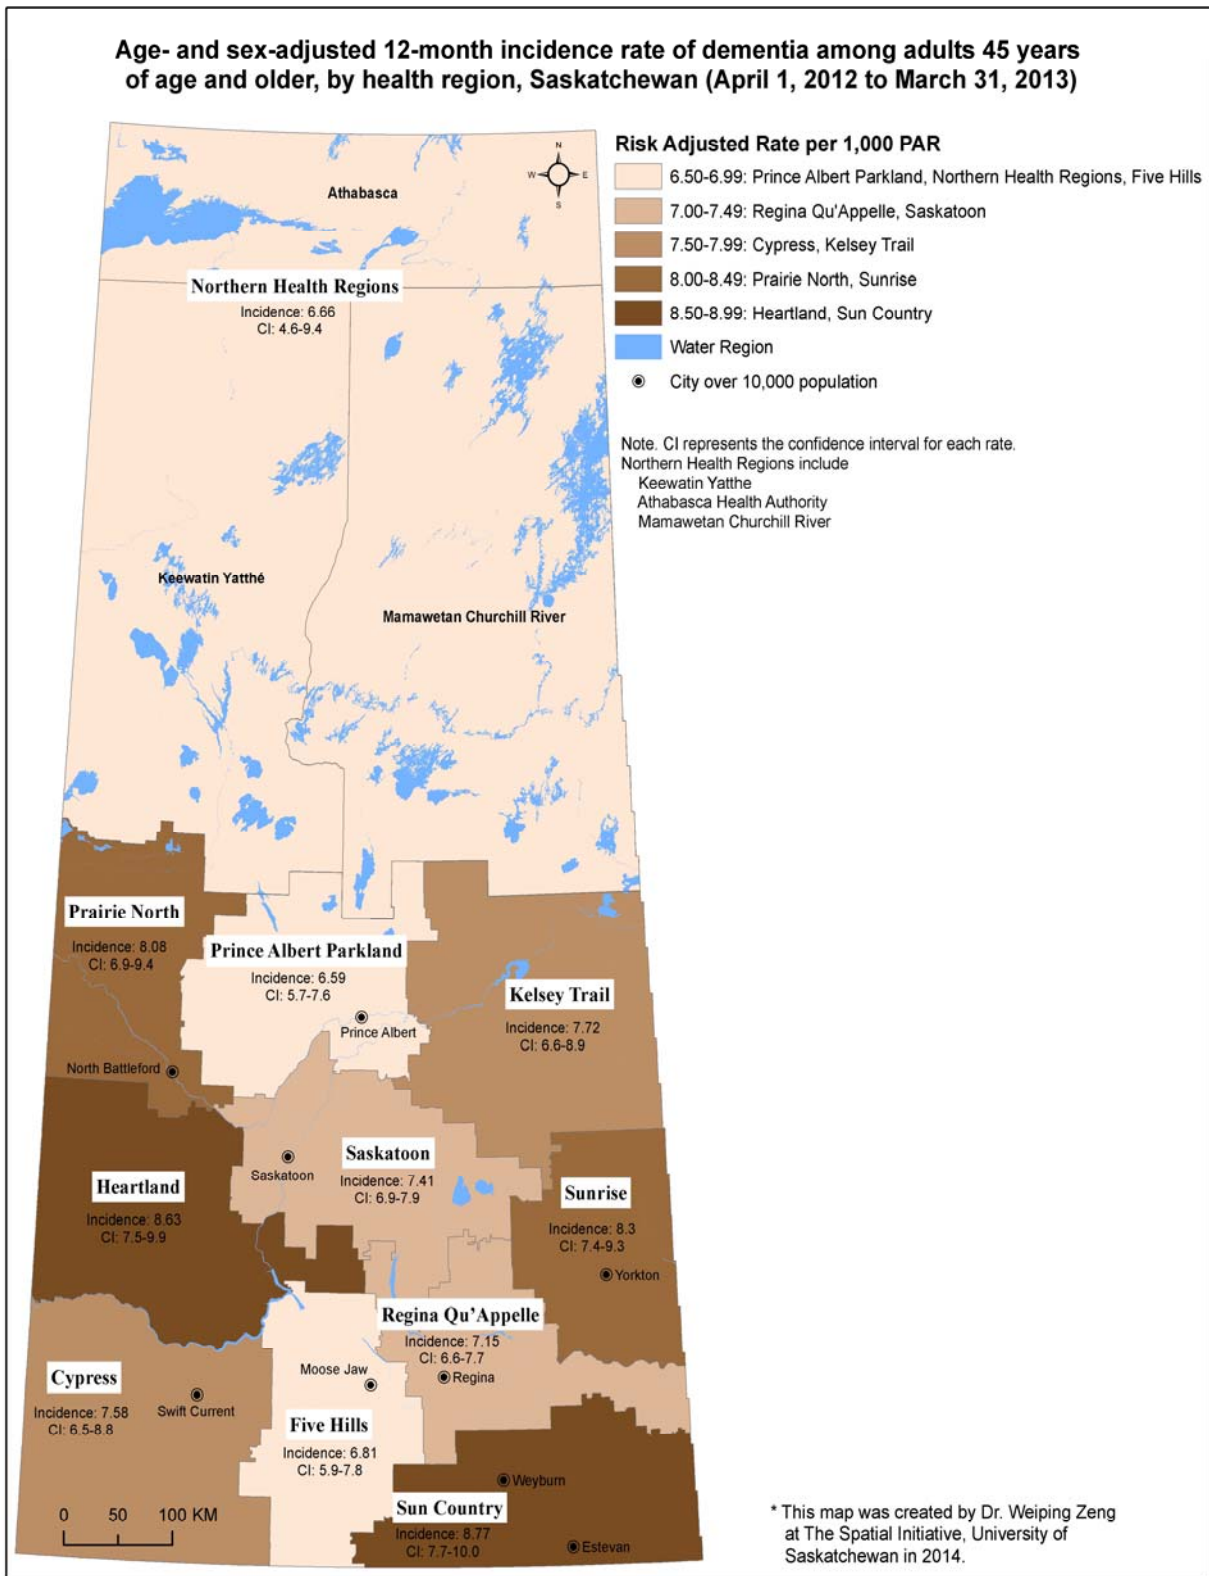 Age- and sex-adjusted 12-month incidence rate of dementia among adults 45 years
of age and older, by health region, Saskatchewan (April 1, 2012 to March 31, 2013)
Risk Adjusted Rate per 1,000 PAR
6.50-6.99: Prince Albert Parkland, Northern Health Regions, Five Hills
7.00-7.49: Regina Qu'Appelle, Saskatoon
7.50-7.99: Cypress, Kelsey Trail
8.00-8.49: Prairie North, Sunrise
8.50-8.99: Heartland, Sun Country
Water Region
City over 10,000 population
Note. CI represents the confidence interval for each rate.
Northern Health Regions include
Keewatin Yatthe
Athabasca Health Authority
Mamawetan Churchill River
N
W
E
S
Athabasca
Northern Health Regions
Incidence: 6.66
CI: 4.6-9.4
Keewatin Yatthé
Mamawetan Churchill River
Prairie North
Incidence: 8.08
CI: 6.9-9.4
North Battleford
Prince Albert Parkland
Incidence: 6.59
CI: 5.7-7.6
Prince Albert
Kelsey Trail
Incidence: 7.72
CI: 6.6-8.9
Heartland
Incidence: 8.63
CI: 7.5-9.9
Saskatoon
Saskatoon
Incidence: 7.41
CI: 6.9-7.9
Sunrise
Incidence: 8.3
CI: 7.4-9.3
Yorkton
Regina Qu’Appelle
Incidence: 7.15
CI: 6.6-7.7
Regina
Cypress
Incidence: 7.58
CI: 6.5-8.8
Swift Current
Moose Jaw
Five Hills
Incidence: 6.81
CI: 5.9-7.8
Weyburn
Sun Country
Incidence: 8.77
CI: 7.7-10.0
Estevan
0 50 100 KM
* This map was created by Dr. Weiping Zeng
at The Spatial Initiative, University of
Saskatchewan in 2014.